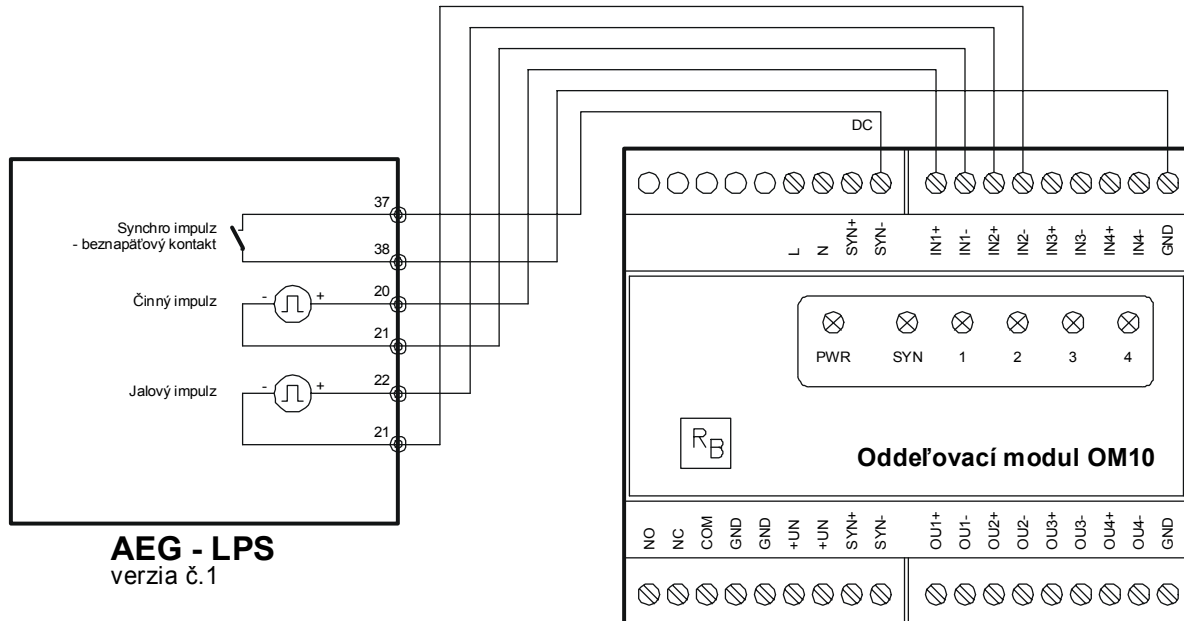 DC
Synchro impulz
- beznapäťový kontakt
37
38
Činný impulz
- +
20
21
Jalový impulz
- +
22
21
AEG - LPS
verzia č.1
L N SYN+ SYN- IN1+ IN1- IN2+ IN2- IN3+ IN3- IN4+ IN4- GND
PWR SYN 1 2 3 4
RB
Oddeľovací modul OM10
NO NC COM GND GND +UN +UN SYN+ SYN- OU1+ OU1- OU2+ OU2- OU3+ OU3- OU4+ OU4- GND